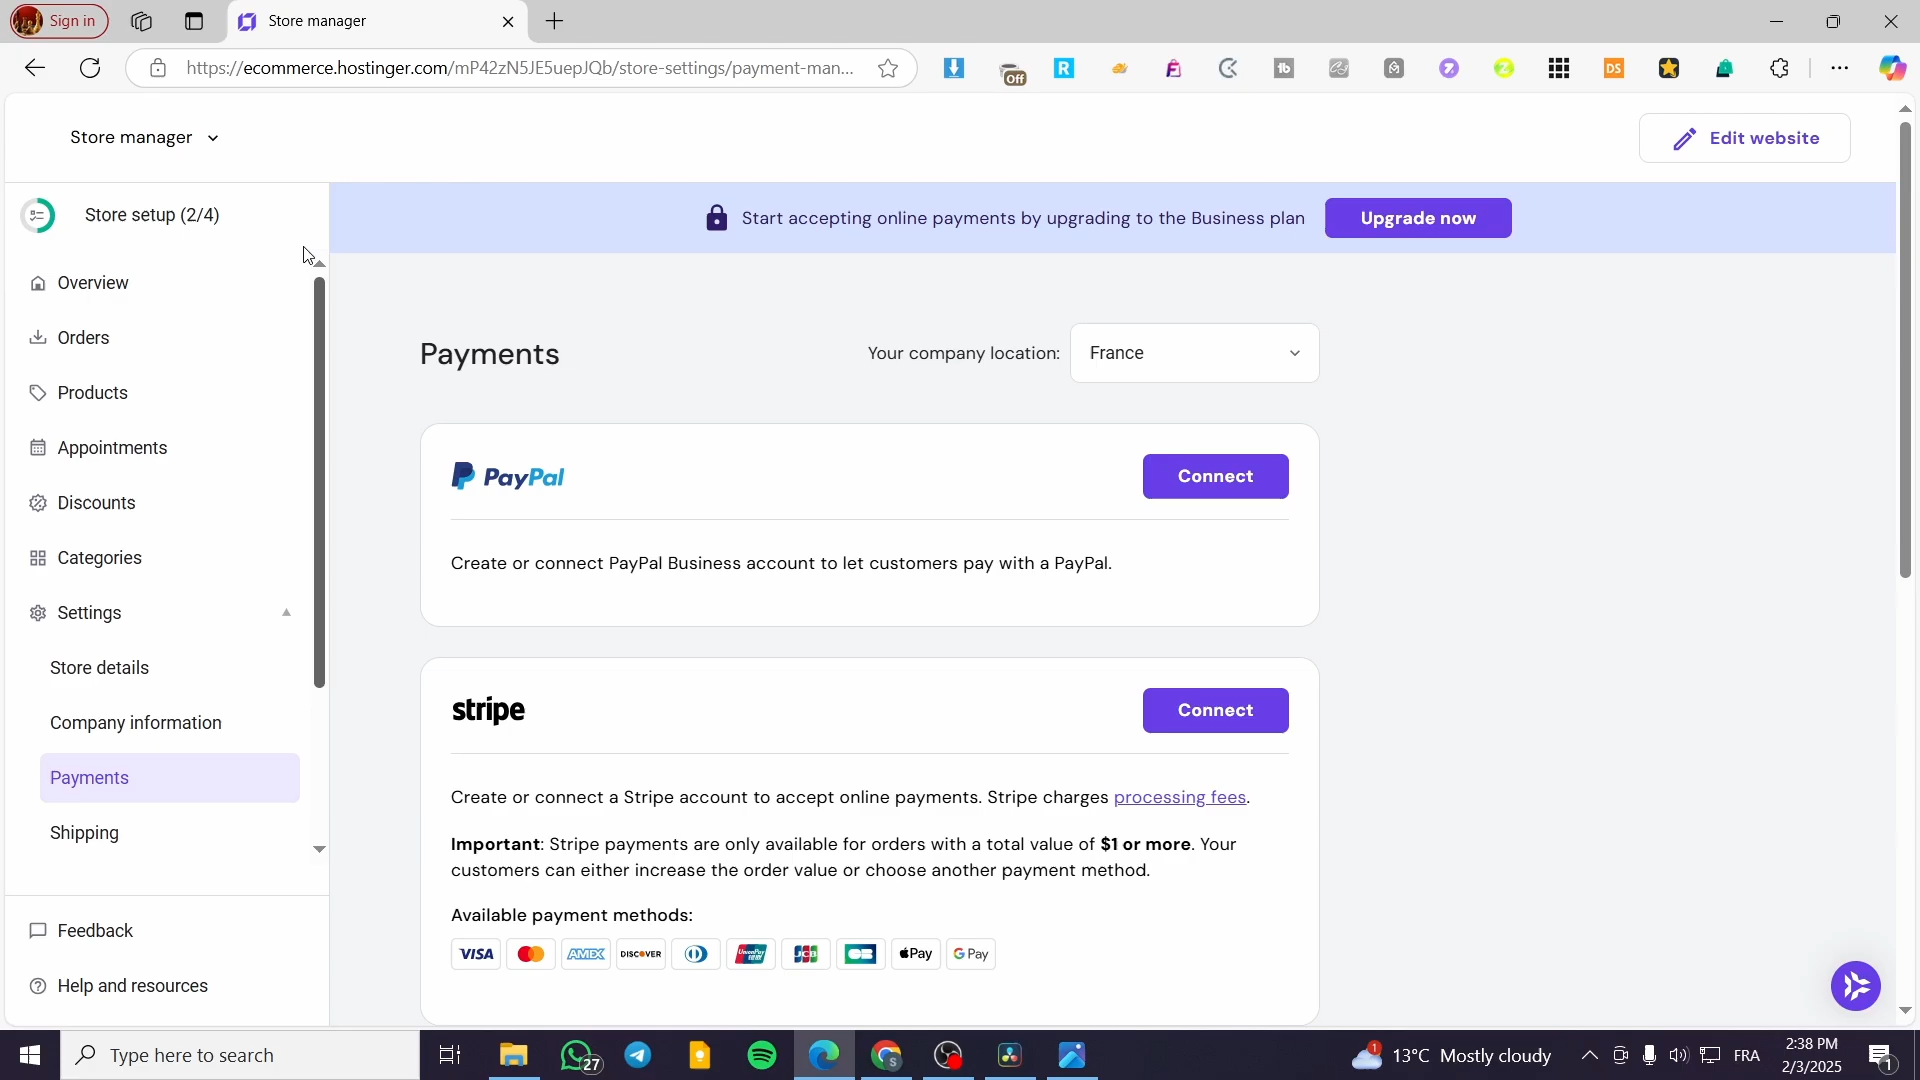 Sign in
Store manager
https://ecommerce.hostinger.com/mP42zN5JE5uepJQb/store-settings/payment-man...
Off
Store manager
Edit website
Store setup (2/4)
Start accepting online payments by upgrading to the Business plan
Upgrade now
Overview
Orders
Products
Appointments
Discounts
Categories
Settings
Store details
Company information
Payments
Shipping
Feedback
Help and resources
Payments
Your company location:
France
PayPal
Connect
Create or connect PayPal Business account to let customers pay with a PayPal.
stripe
Connect
Create or connect a Stripe account to accept online payments. Stripe charges processing fees.
Important: Stripe payments are only available for orders with a total value of $1 or more. Your
customers can either increase the order value or choose another payment method.
Available payment methods:
VISA
AMEX
DISCOVER
UnionPay
JCB
Pay
G Pay
Type here to search
27
1
13°C Mostly cloudy
FRA
2:38 PM
2/3/2025
1